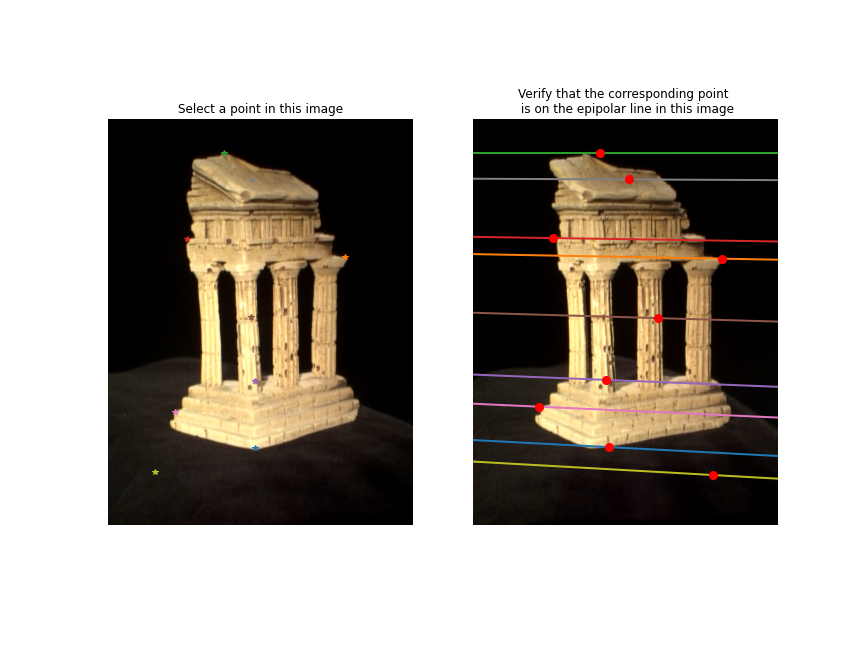 Select a point in this image
Verify that the corresponding point
is on the epipolar line in this image